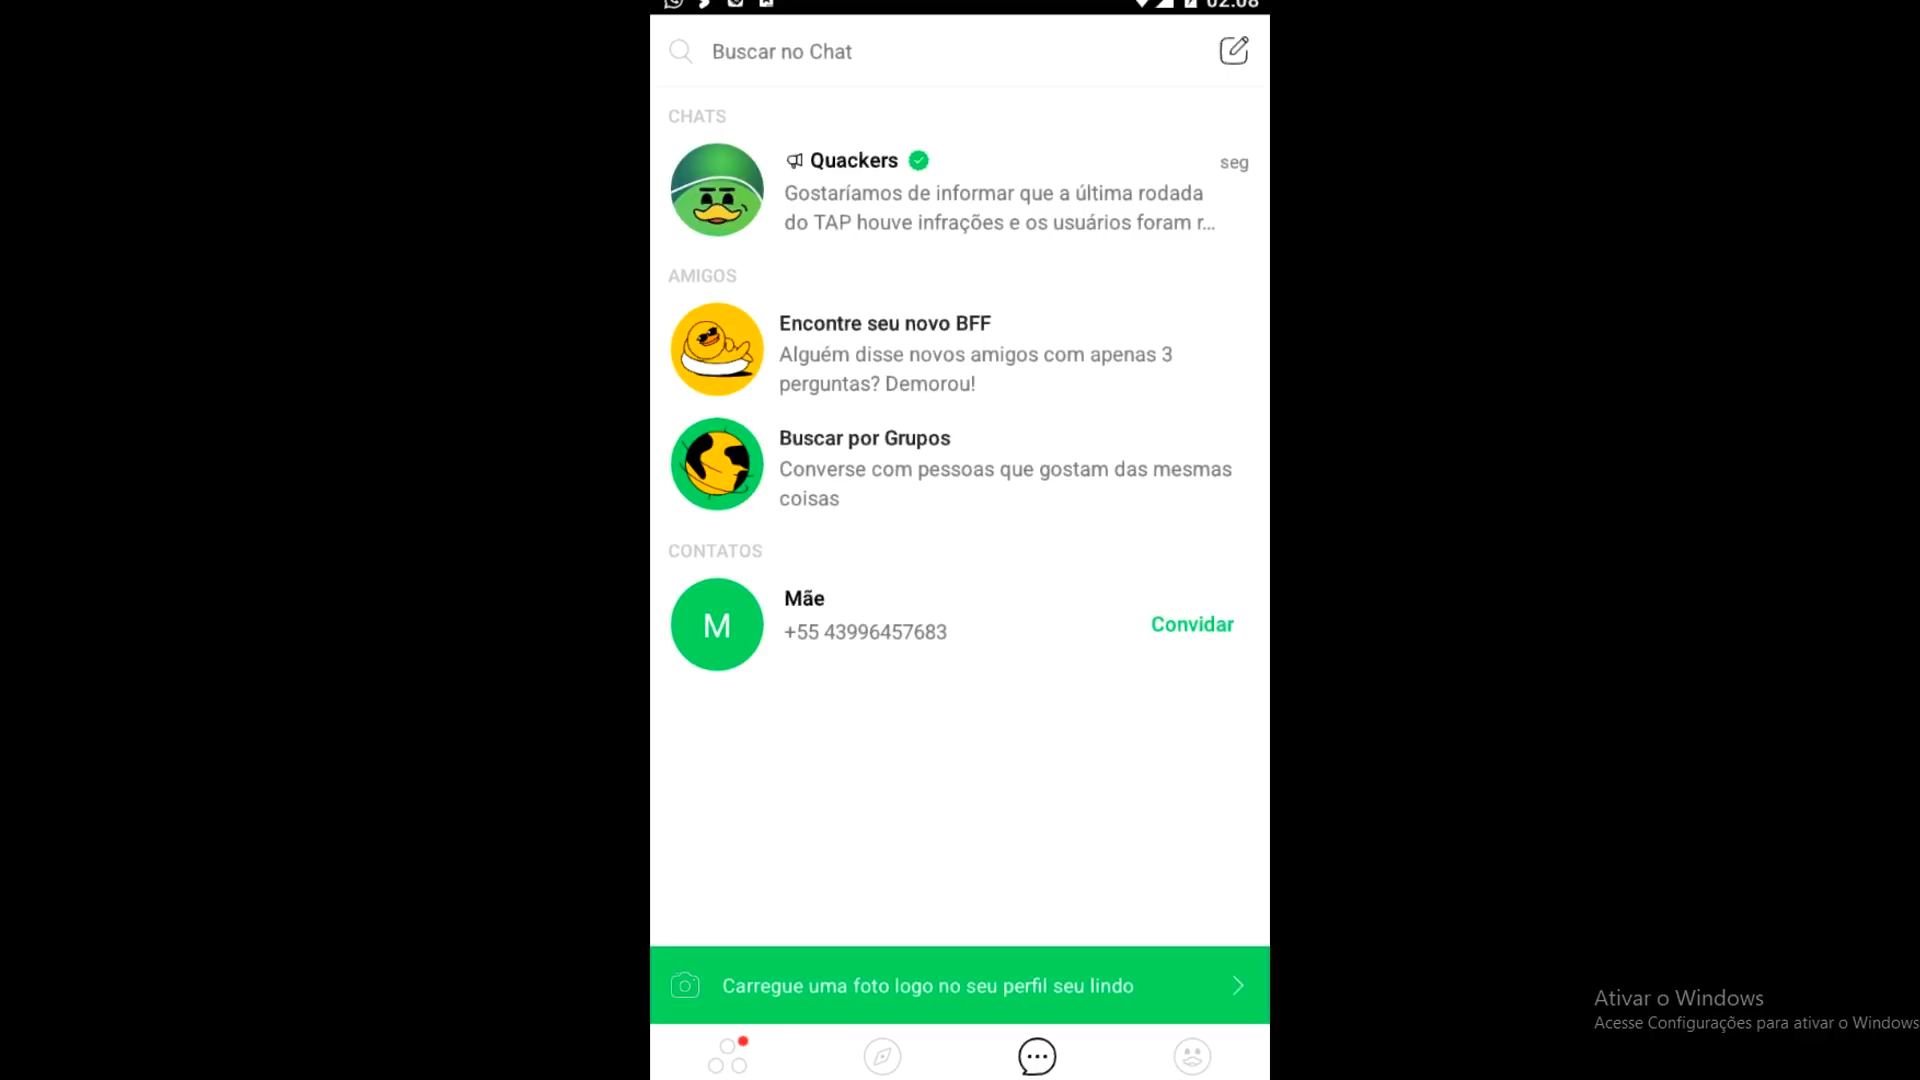 02:08
Buscar no Chat
CHATS
Quackers
seg
Gostaríamos de informar que a última rodada
do TAP houve infrações e os usuários foram r...
AMIGOS
Encontre seu novo BFF
Alguém disse novos amigos com apenas 3
perguntas? Demorou!
Buscar por Grupos
Converse com pessoas que gostam das mesmas
coisas
CONTATOS
M
Mãe
+55 43996457683
Convidar
Carregue uma foto logo no seu perfil seu lindo
Ativar o Windows
Acesse Configurações para ativar o Windows